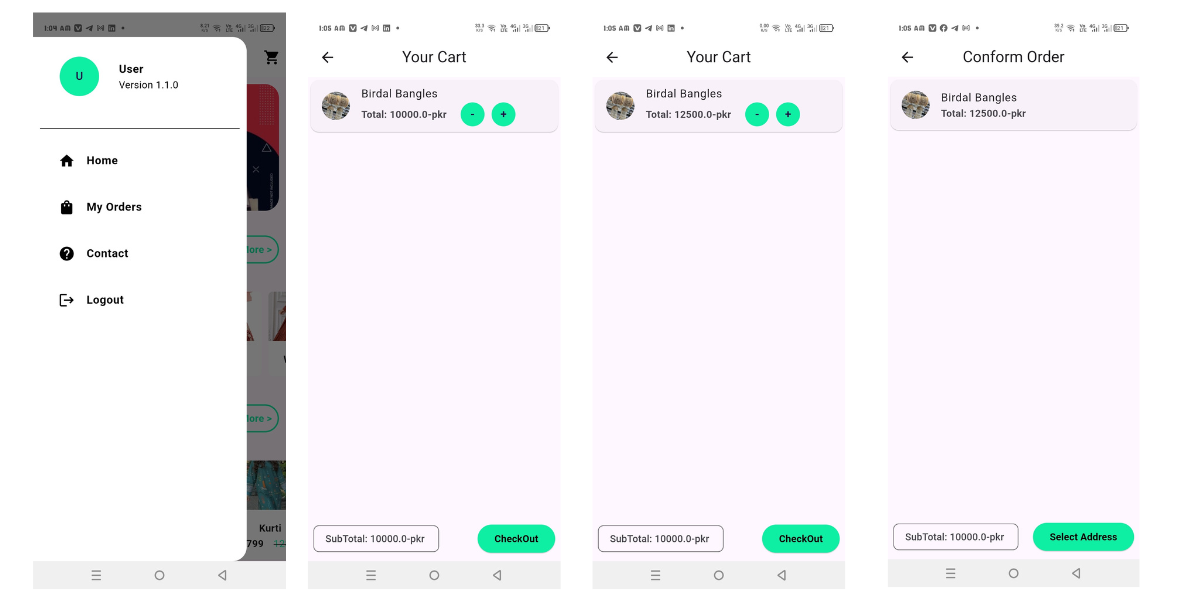 1:04 AM
U
User
Version 1.1.0
Home
My Orders
Contact
Logout
ore >
ore >
Kurti
799
1:05 AM
Your Cart
Birdal Bangles
Total: 10000.0-pkr
-
+
SubTotal: 10000.0-pkr
CheckOut
1:05 AM
Your Cart
Birdal Bangles
Total: 12500.0-pkr
-
+
SubTotal: 10000.0-pkr
CheckOut
1:05 AM
Conform Order
Birdal Bangles
Total: 12500.0-pkr
SubTotal: 10000.0-pkr
Select Address